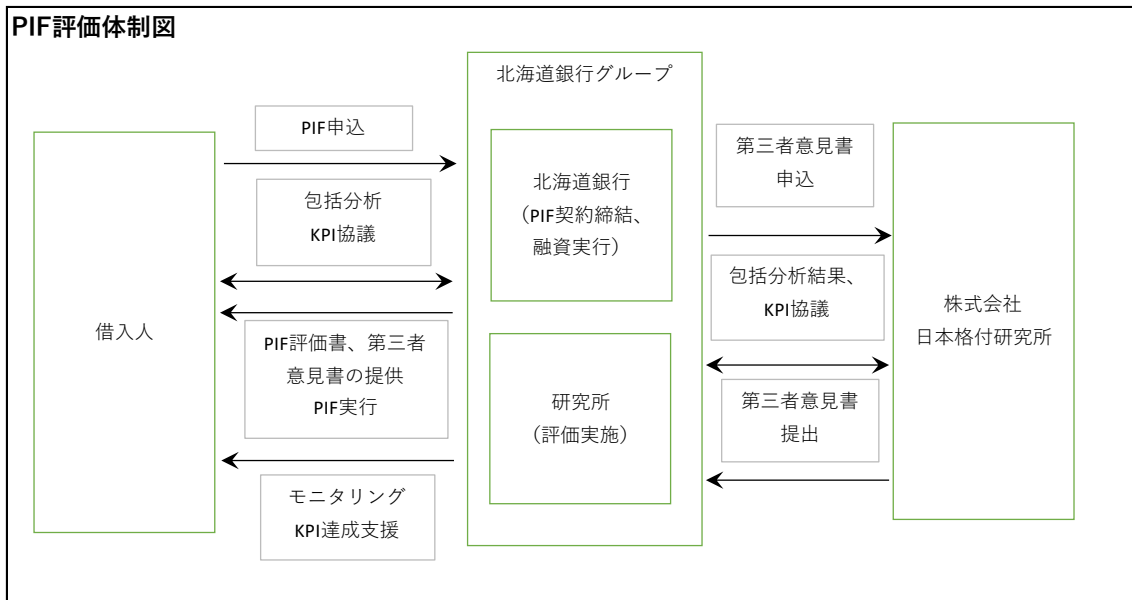 PIF評価体制図
借入人
PIF申込
包括分析
KPI協議
PIF評価書、第三者
意見書の提供
PIF実行
モニタリング
KPI達成支援
北海道銀行グループ
北海道銀行
（PIF契約締結、
融資実行）
研究所
（評価実施）
第三者意見書
申込
包括分析結果、
KPI協議
第三者意見書
提出
株式会社
日本格付研究所